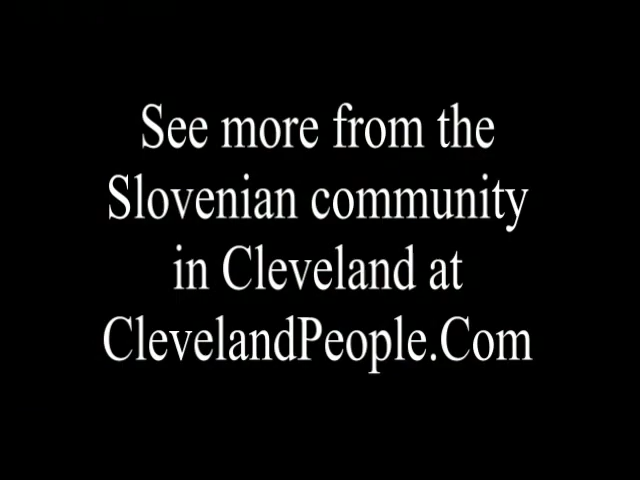 See more from the
Slovenian community
in Cleveland at
ClevelandPeople.Com